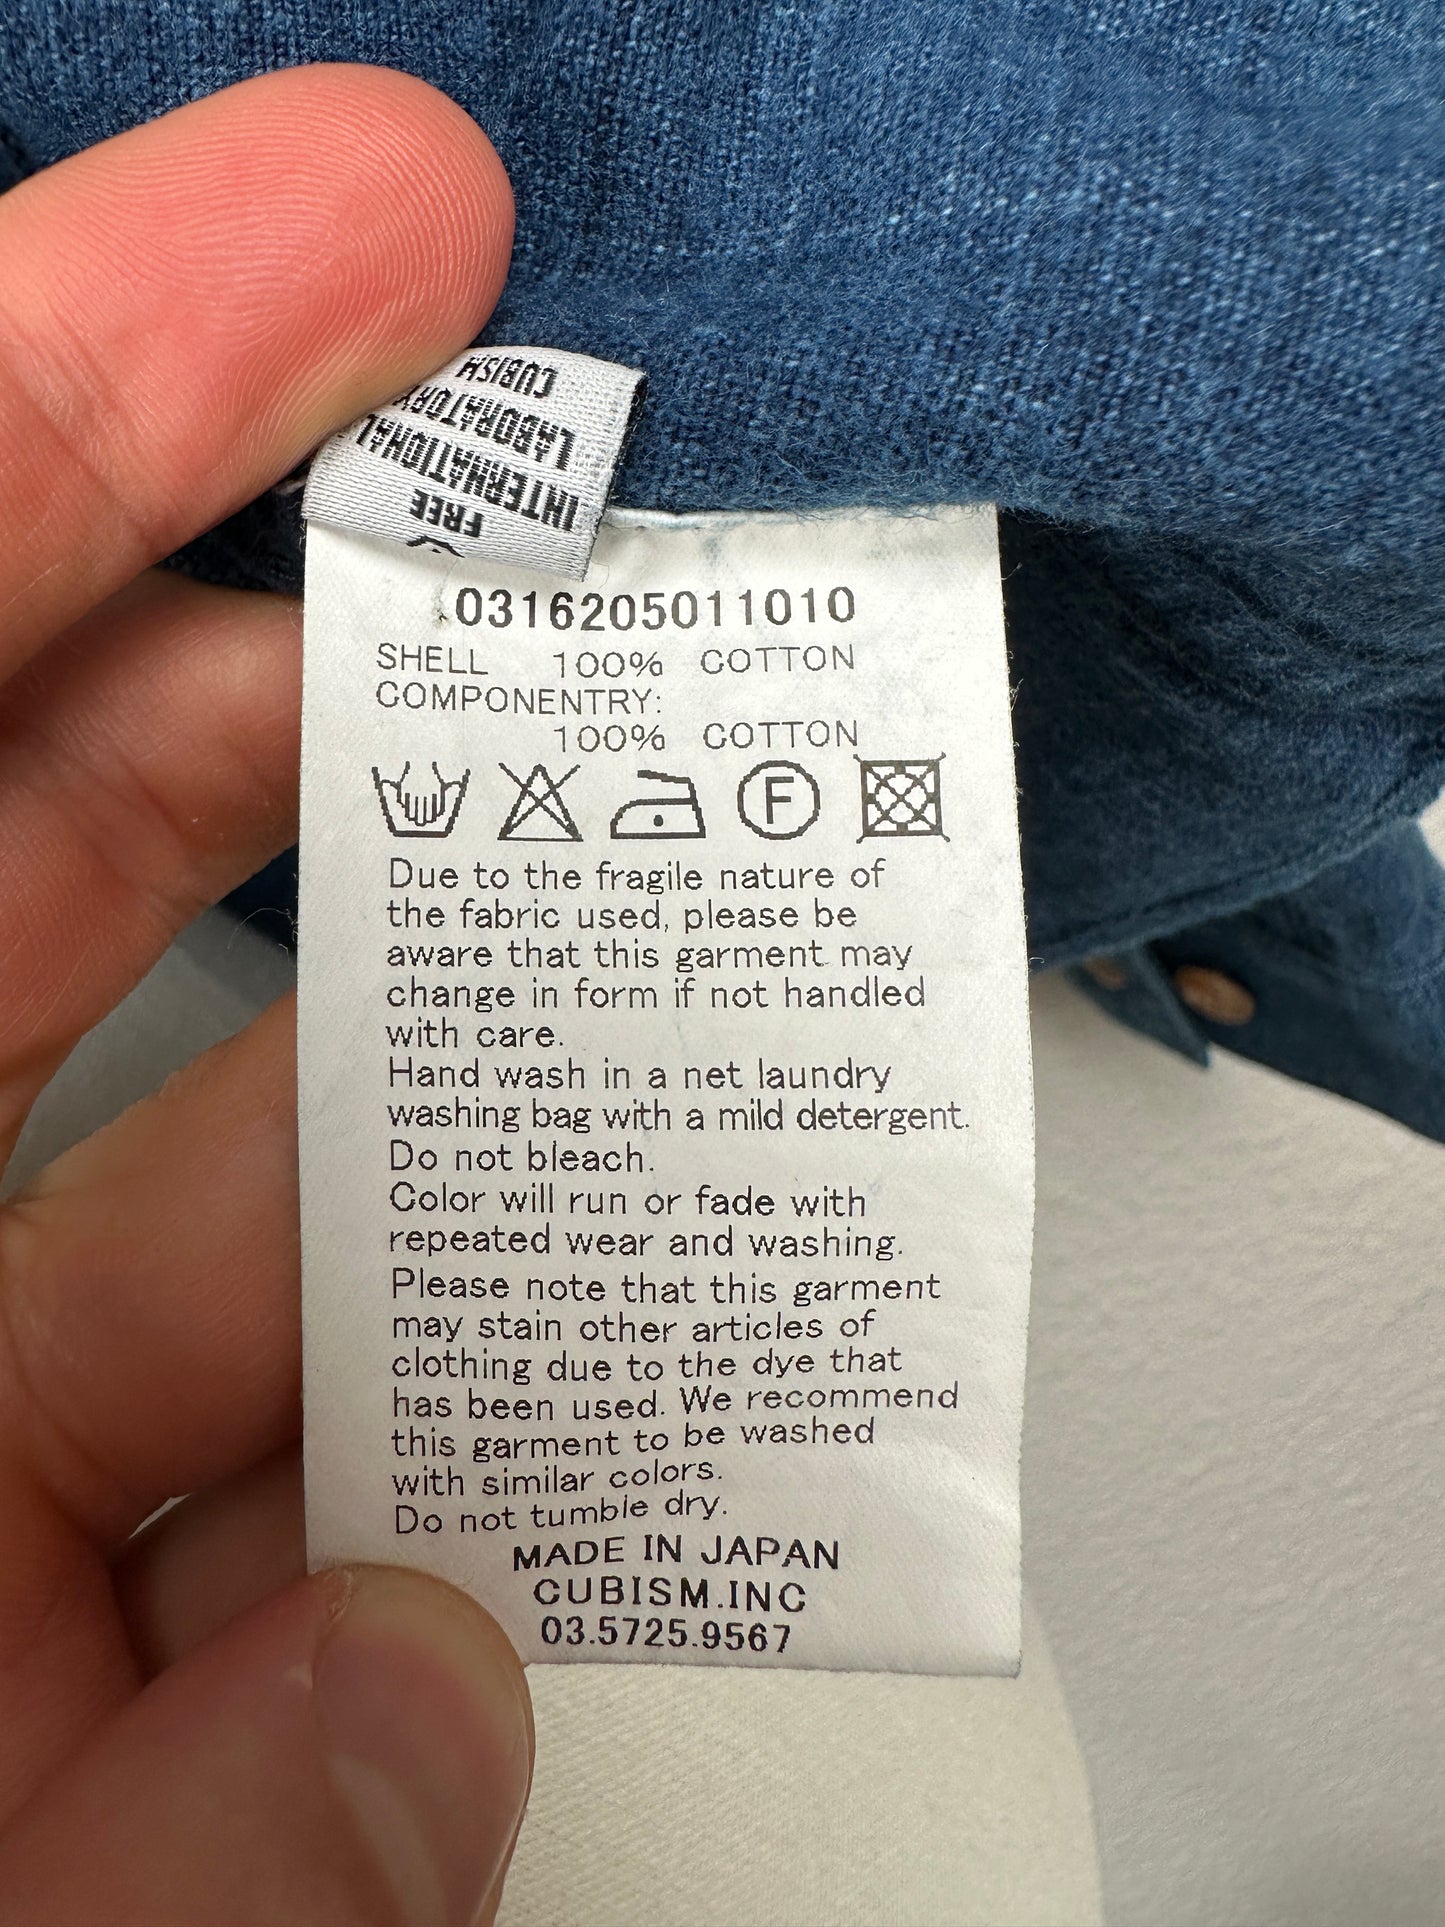 CUBISM
LABORATORY
INTERNATIONAL
FREE
0316205011010
SHELL 100% COTTON
COMPONENTRY:
100% COTTON
F
Due to the fragile nature of
the fabric used, please be
aware that this garment may
change in form if not handled
with care.
Hand wash in a net laundry
washing bag with a mild detergent.
Do not bleach.
Color will run or fade with
repeated wear and washing.
Please note that this garment
may stain other articles of
clothing due to the dye that
has been used. We recommend
this garment to be washed
with similar colors.
Do not tumble dry.
MADE IN JAPAN
CUBISM.INC
03.5725.9567